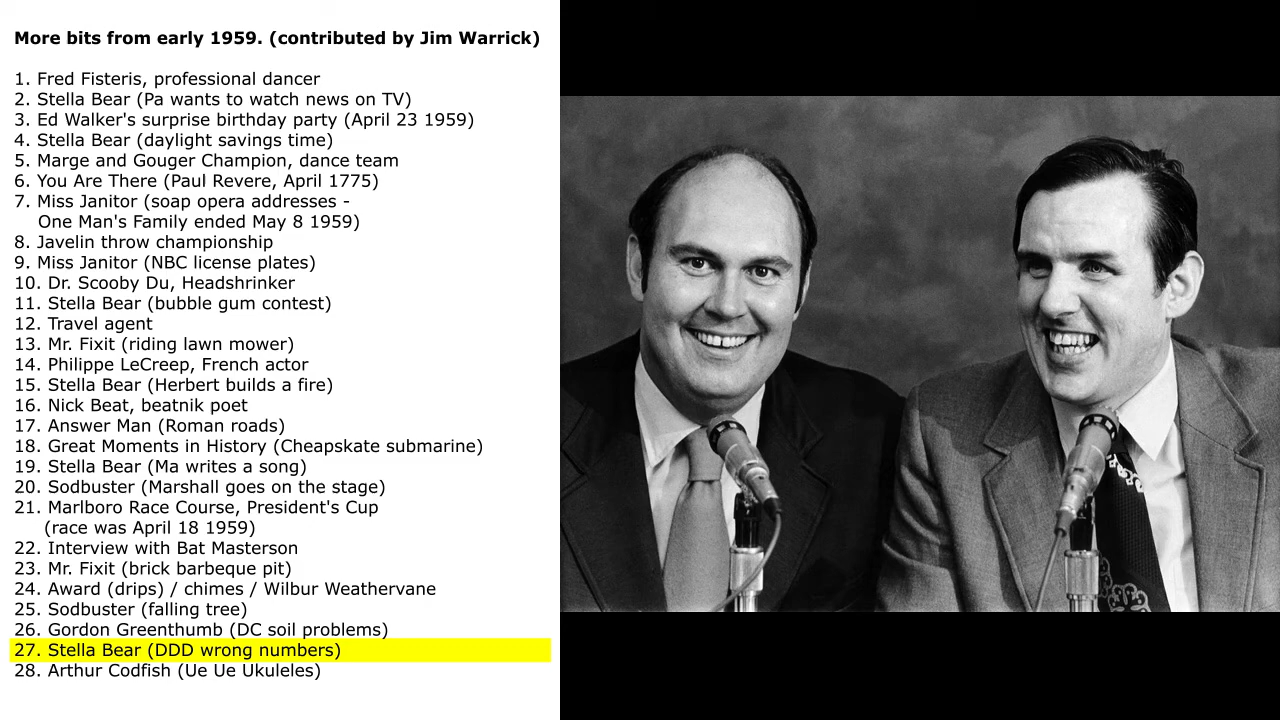 More bits from early 1959. (contributed by Jim Warrick)
1. Fred Fisteris, professional dancer
2. Stella Bear (Pa wants to watch news on TV)
3. Ed Walker's surprise birthday party (April 23 1959)
4. Stella Bear (daylight savings time)
5. Marge and Gouger Champion, dance team
6. You Are There (Paul Revere, April 1775)
7. Miss Janitor (soap opera addresses -
One Man's Family ended May 8 1959)
8. Javelin throw championship
9. Miss Janitor (NBC license plates)
10. Dr. Scooby Du, Headshrinker
11. Stella Bear (bubble gum contest)
12. Travel agent
13. Mr. Fixit (riding lawn mower)
14. Philippe LeCreep, French actor
15. Stella Bear (Herbert builds a fire)
16. Nick Beat, beatnik poet
17. Answer Man (Roman roads)
18. Great Moments in History (Cheapskate submarine)
19. Stella Bear (Ma writes a song)
20. Sodbuster (Marshall goes on the stage)
21. Marlboro Race Course, President's Cup
(race was April 18 1959)
22. Interview with Bat Masterson
23. Mr. Fixit (brick barbeque pit)
24. Award (drips) / chimes / Wilbur Weathervane
25. Sodbuster (falling tree)
26. Gordon Greenthumb (DC soil problems)
27. Stella Bear (DDD wrong numbers)
28. Arthur Codfish (Ue Ue Ukuleles)